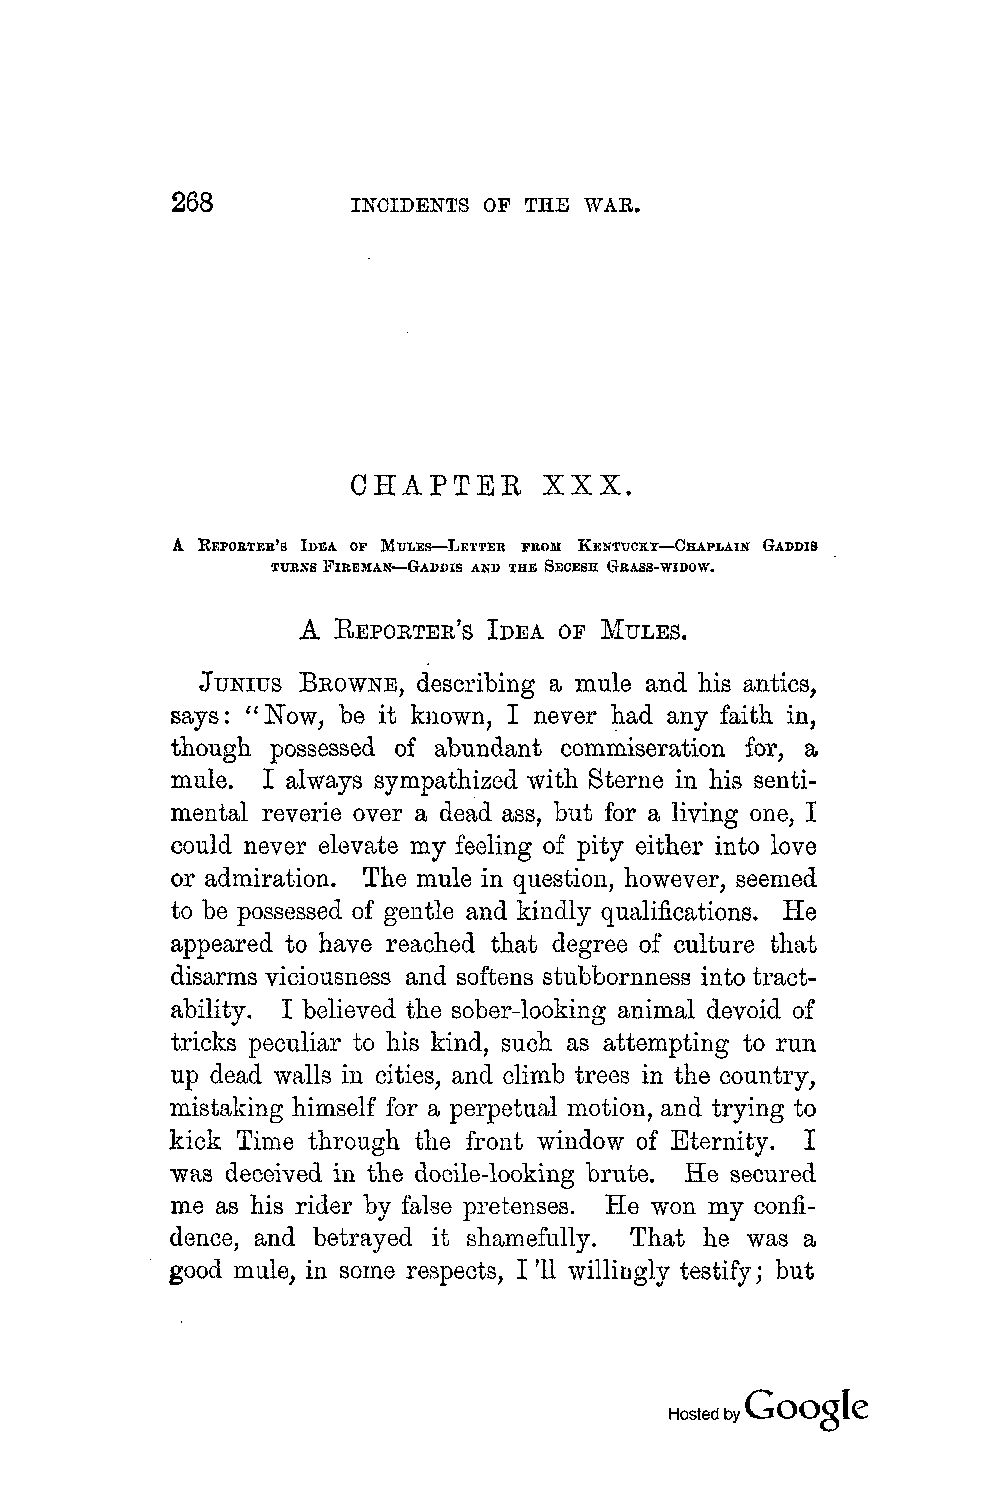 268 INCIDENTS OF THE WAR.
CHAPTER XXX.
A REPORTER'S IDEA OF MULES—LETTER FROM KENTUCKY—CHAPLAIN GADDIS
TURNS FIREMAN—GADDIS AND THE SECESH GRASS-WIDOW.
A REPORTER'S IDEA OF MULES.
JUNIUS BROWNE, describing a mule and his antics,
says: "Now, be it known, I never had any faith in,
though possessed of abundant commiseration for, a
mule. I always sympathized with Sterne in his senti-
mental reverie over a dead ass, but for a living one, I
could never elevate my feeling of pity either into love
or admiration. The mule in question, however, seemed
to be possessed of gentle and kindly qualifications. He
appeared to have reached that degree of culture that
disarms viciousness and softens stubbornness into tract-
ability. I believed the sober-looking animal devoid of
tricks peculiar to his kind, such as attempting to run
up dead walls in cities, and climb trees in the country,
mistaking himself for a perpetual motion, and trying to
kick Time through the front window of Eternity. I
was deceived in the docile-looking brute. He secured
me as his rider by false pretenses. He won my confi-
dence, and betrayed it shamefully. That he was a
good mule, in some respects, I 'll willingly testify; but
Hosted by Google